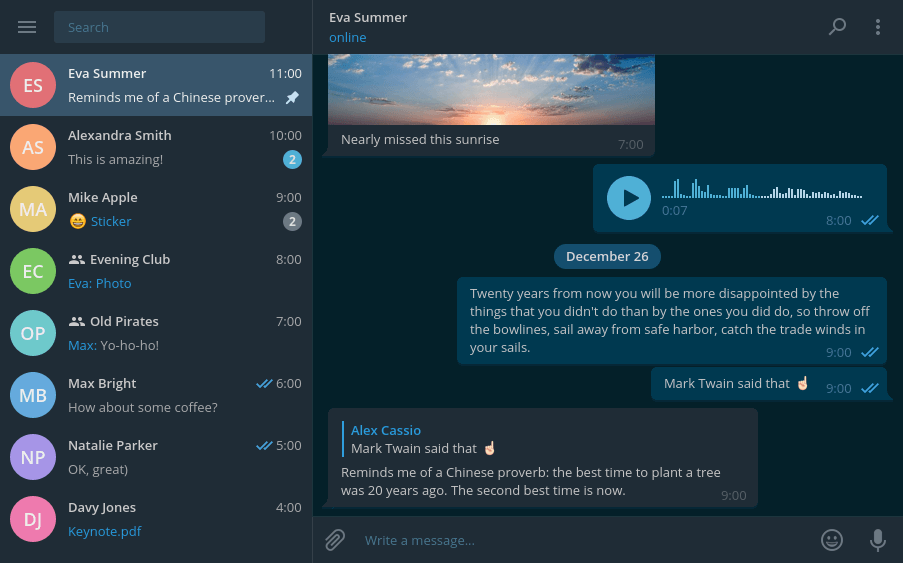 Search
ES
Eva Summer 11:00
Reminds me of a Chinese prover...
AS
Alexandra Smith 10:00
This is amazing! 2
MA
Mike Apple 9:00
😁 Sticker 2
EC
Evening Club 8:00
Eva: Photo
OP
Old Pirates 7:00
Max: Yo-ho-ho!
MB
Max Bright 6:00
How about some coffee?
NP
Natalie Parker 5:00
OK, great)
DJ
Davy Jones 4:00
Keynote.pdf
Eva Summer
online
Nearly missed this sunrise
7:00
0:07
8:00
December 26
Twenty years from now you will be more disappointed by the
things that you didn't do than by the ones you did do, so throw off
the bowlines, sail away from safe harbor, catch the trade winds in
your sails.
9:00
Mark Twain said that ☝🏻 9:00
Alex Cassio
Mark Twain said that ☝🏻
Reminds me of a Chinese proverb: the best time to plant a tree
was 20 years ago. The second best time is now.
9:00
Write a message...